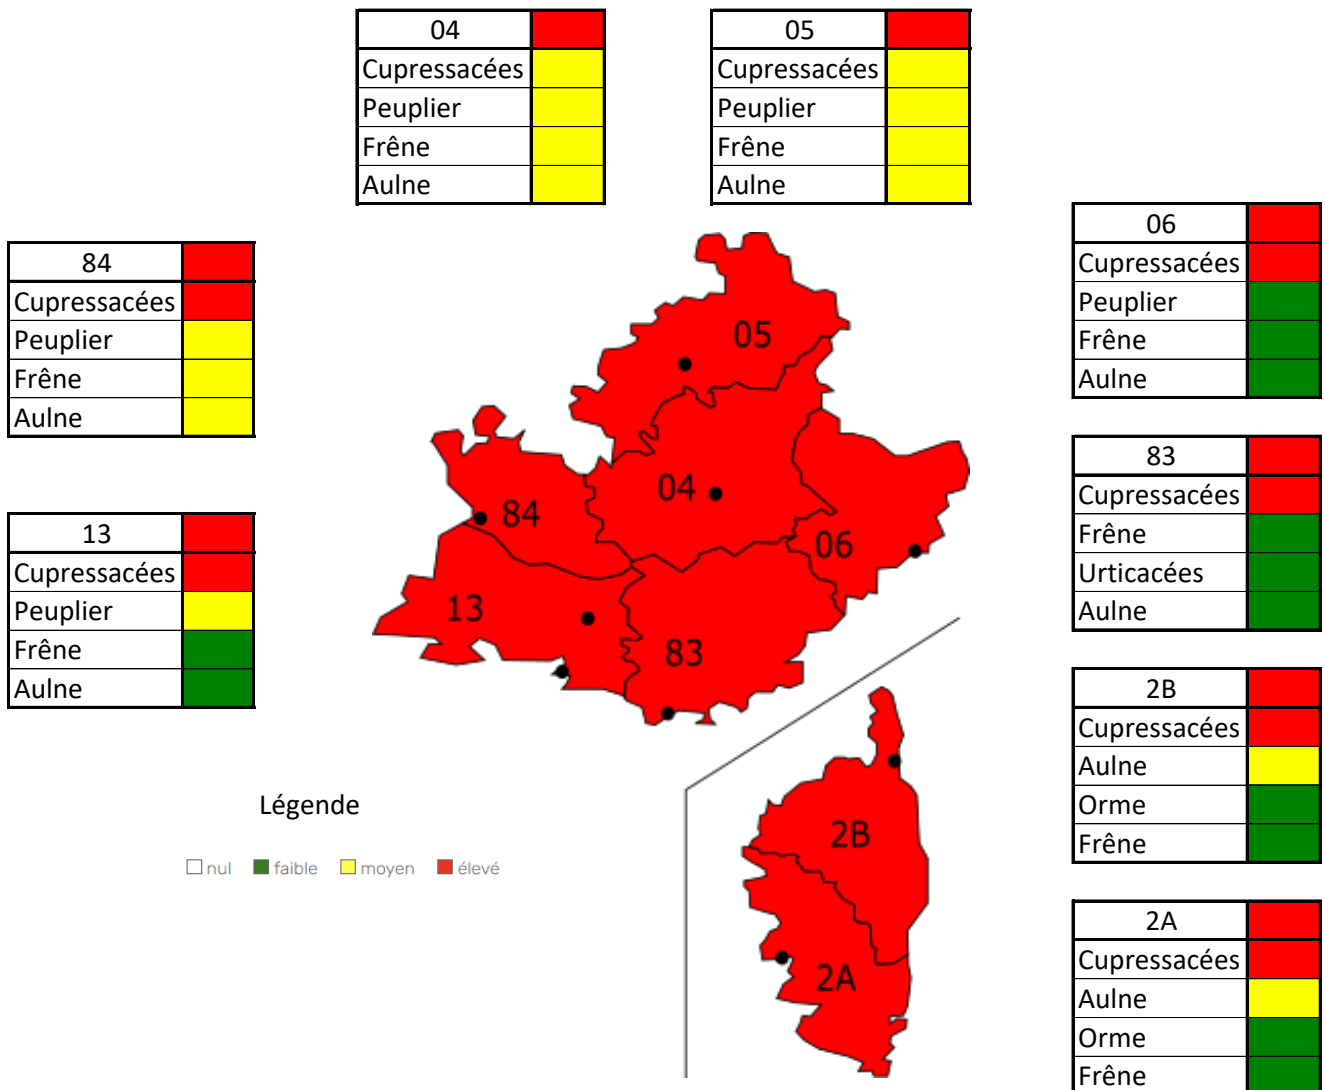 04
Cupressacées
Peuplier
Frêne
Aulne
05
Cupressacées
Peuplier
Frêne
Aulne
84
Cupressacées
Peuplier
Frêne
Aulne
13
Cupressacées
Peuplier
Frêne
Aulne
06
Cupressacées
Peuplier
Frêne
Aulne
83
Cupressacées
Frêne
Urticacées
Aulne
2B
Cupressacées
Aulne
Orme
Frêne
2A
Cupressacées
Aulne
Orme
Frêne
05
04
84
06
13
83
2B
2A
Légende
nul faible moyen élevé